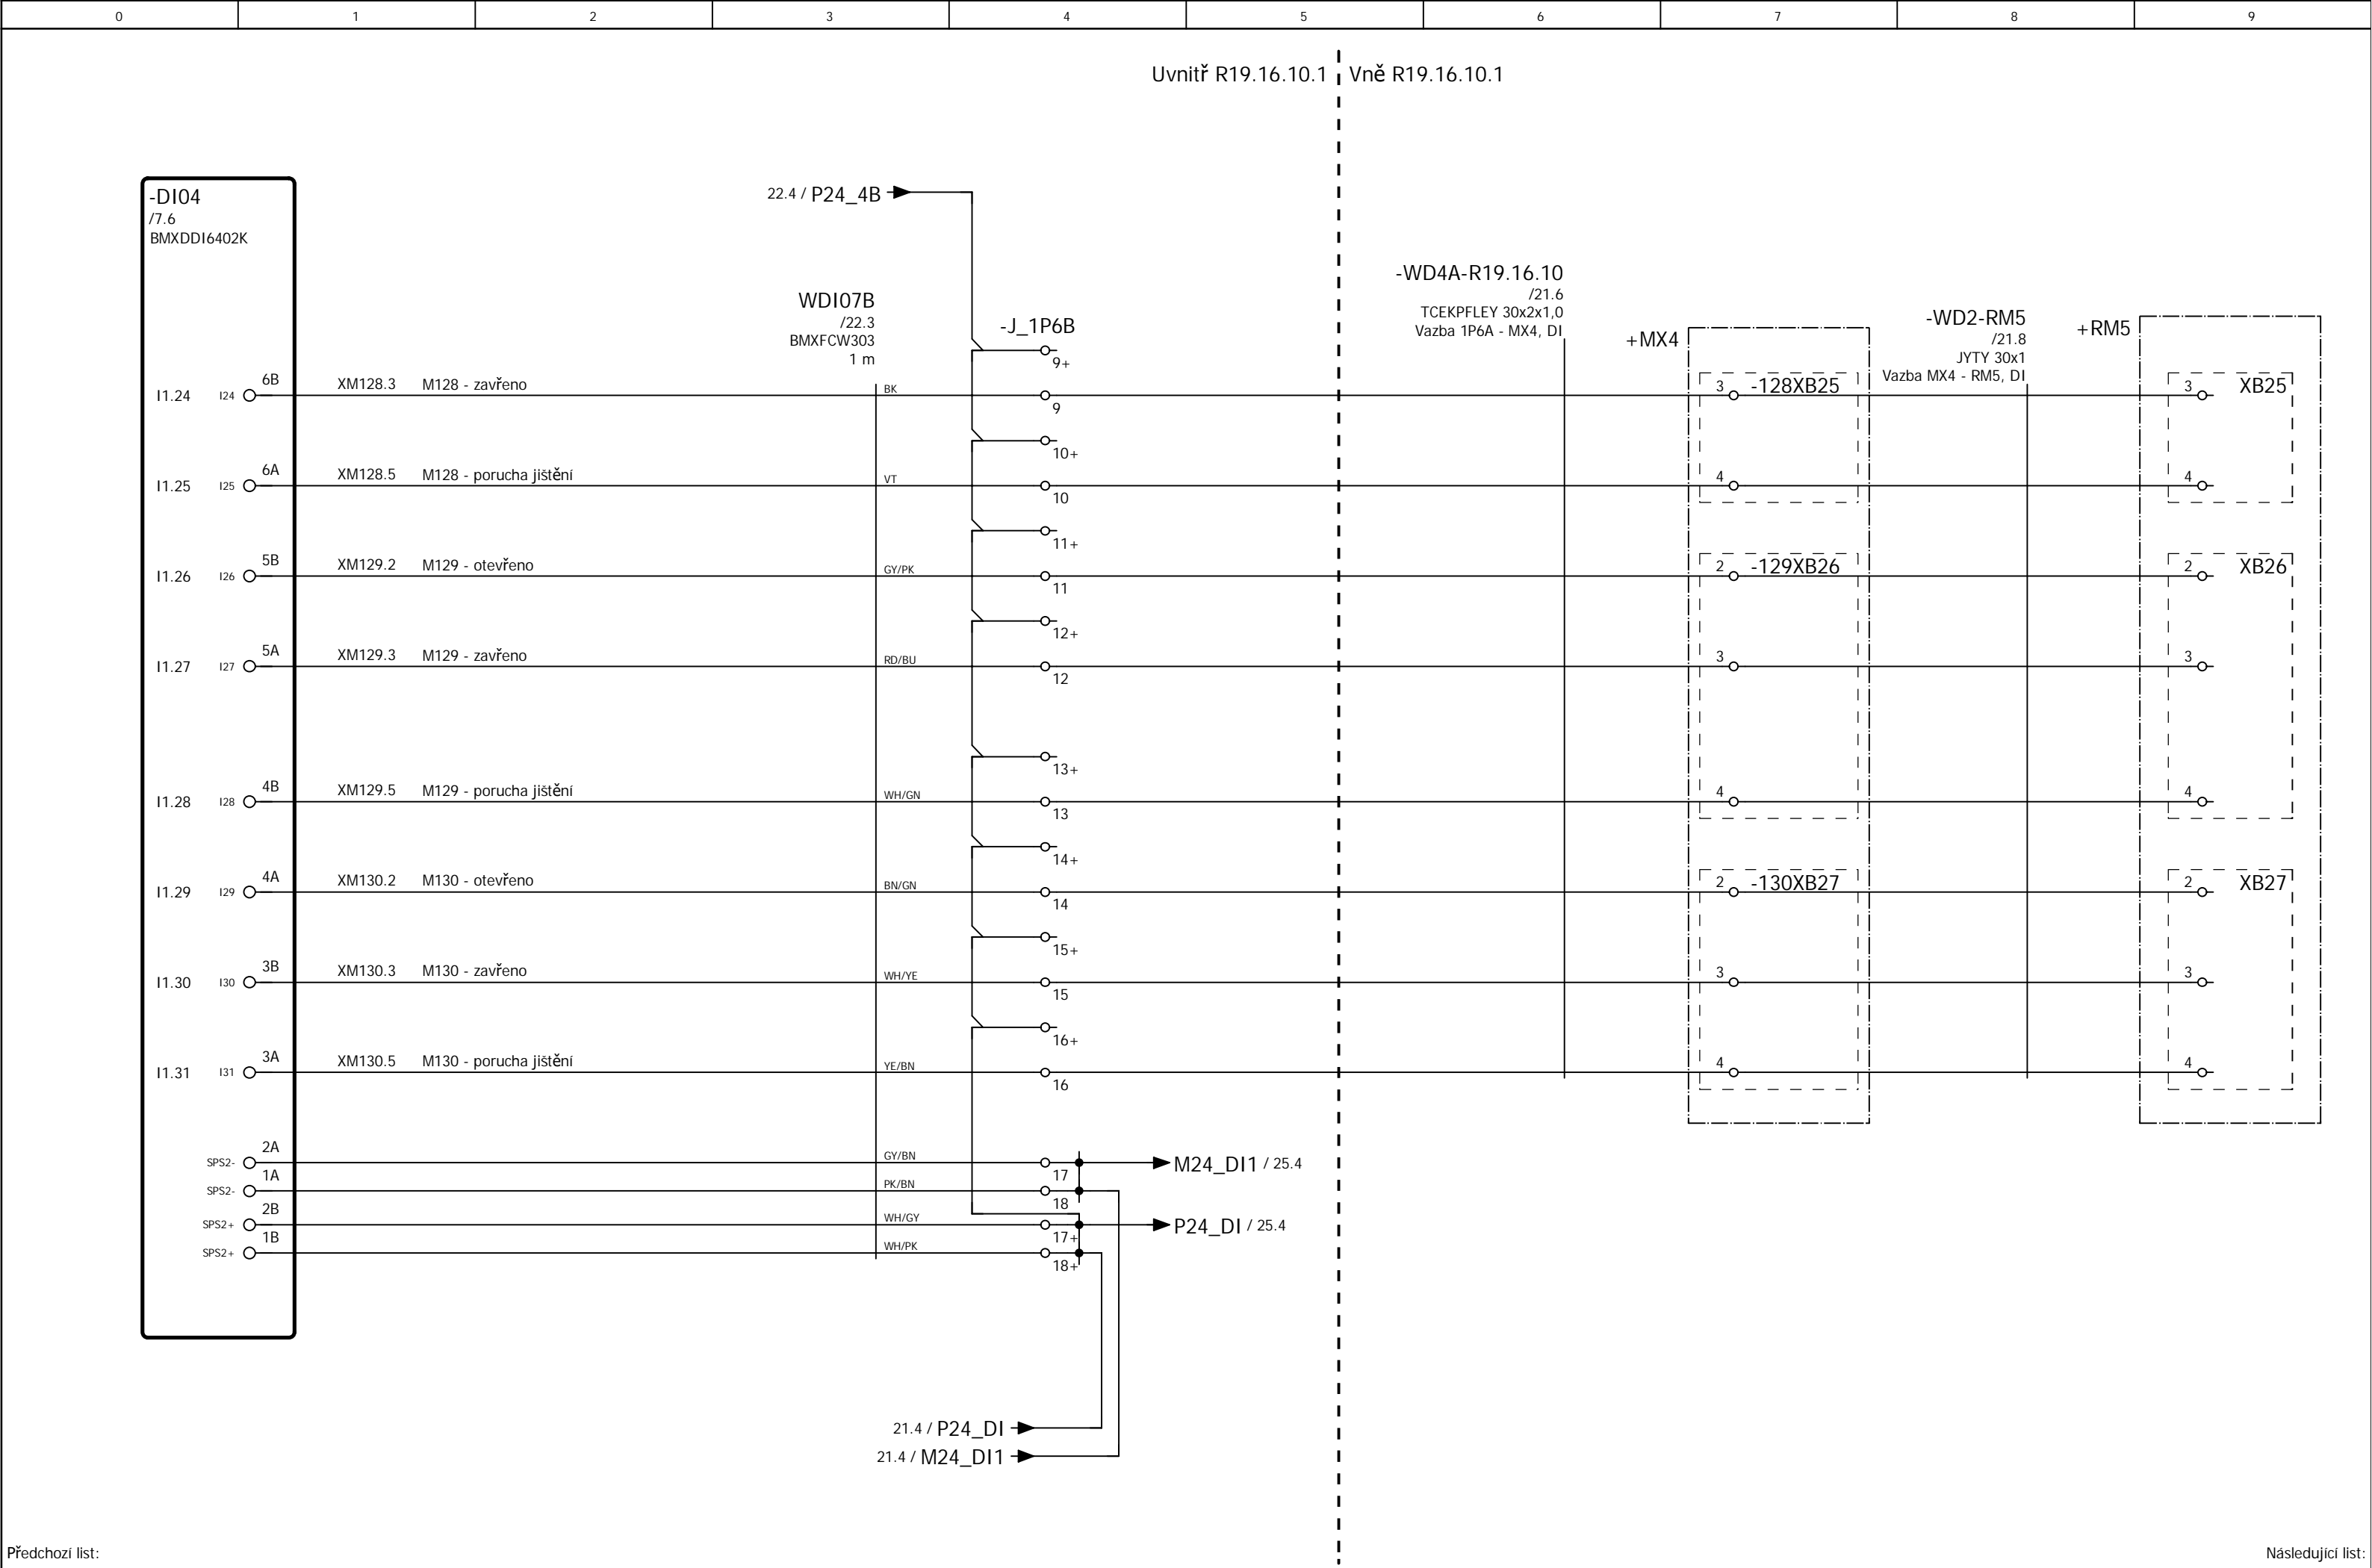 0 1 2 3 4 5 6 7 8 9
Uvnitř R19.16.10.1 Vně R19.16.10.1
-DI04
/7.6
BMXDDI6402K
22.4 / P24_4B
WDI07B
/22.3
BMXFCW303
1 m
-J_1P6B
-WD4A-R19.16.10
/21.6
TCEKPFLEY 30x2x1,0
Vazba 1P6A - MX4, DI
+MX4
-WD2-RM5
/21.8
JYTY 30x1
Vazba MX4 - RM5, DI
+RM5
9+
I1.24 I24 6B XM128.3 M128 - zavřeno BK 9 3 -128XB25 3 XB25
10+
I1.25 I25 6A XM128.5 M128 - porucha jištění VT 10 4 4
11+
I1.26 I26 5B XM129.2 M129 - otevřeno GY/PK 11 2 -129XB26 2 XB26
12+
I1.27 I27 5A XM129.3 M129 - zavřeno RD/BU 12 3 3
13+
I1.28 I28 4B XM129.5 M129 - porucha jištění WH/GN 13 4 4
14+
I1.29 I29 4A XM130.2 M130 - otevřeno BN/GN 14 2 -130XB27 2 XB27
15+
I1.30 I30 3B XM130.3 M130 - zavřeno WH/YE 15 3 3
16+
I1.31 I31 3A XM130.5 M130 - porucha jištění YE/BN 16 4 4
SPS2- 2A GY/BN 17 M24_DI1 / 25.4
SPS2- 1A PK/BN 18
SPS2+ 2B WH/GY 17+ P24_DI / 25.4
SPS2+ 1B WH/PK 18+
21.4 / P24_DI
21.4 / M24_DI1
Předchozí list: Následující list: